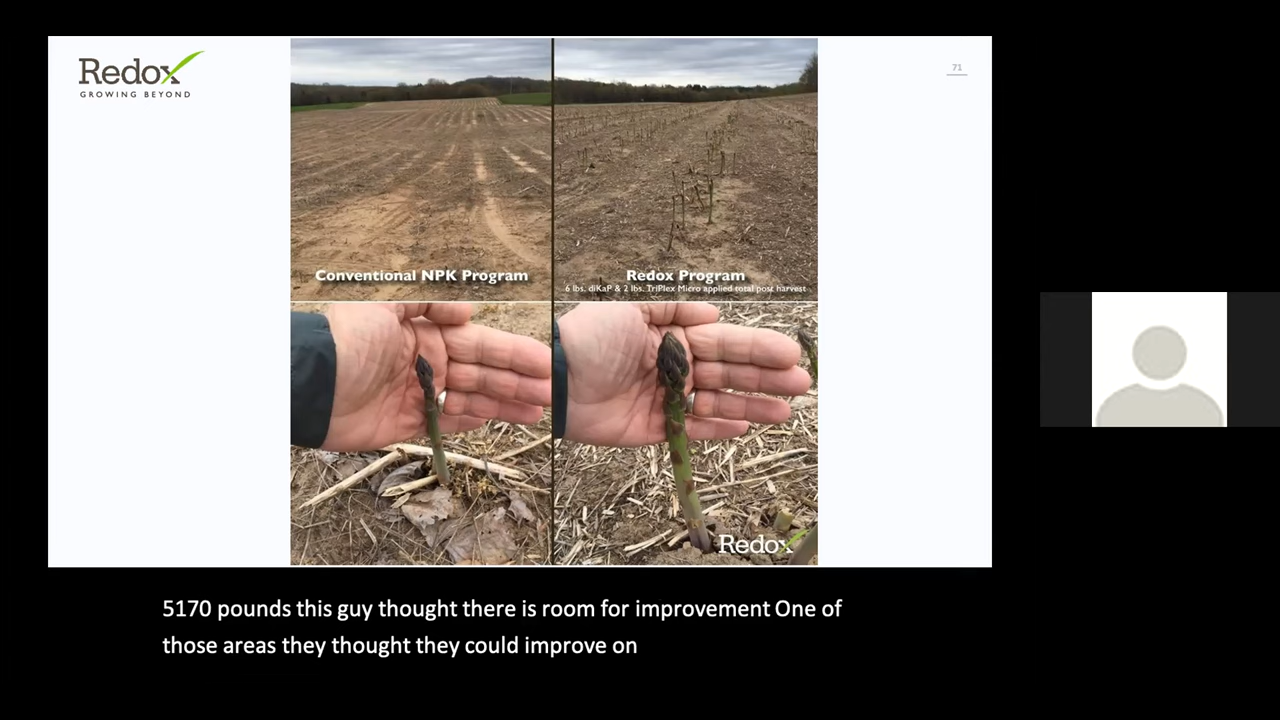 Redox
GROWING BEYOND
71
Conventional NPK Program
Redox Program
6 lbs. diKaP & 2 lbs. TriPlex Micro applied total post harvest
Redox
5170 pounds this guy thought there is room for improvement One of
those areas they thought they could improve on